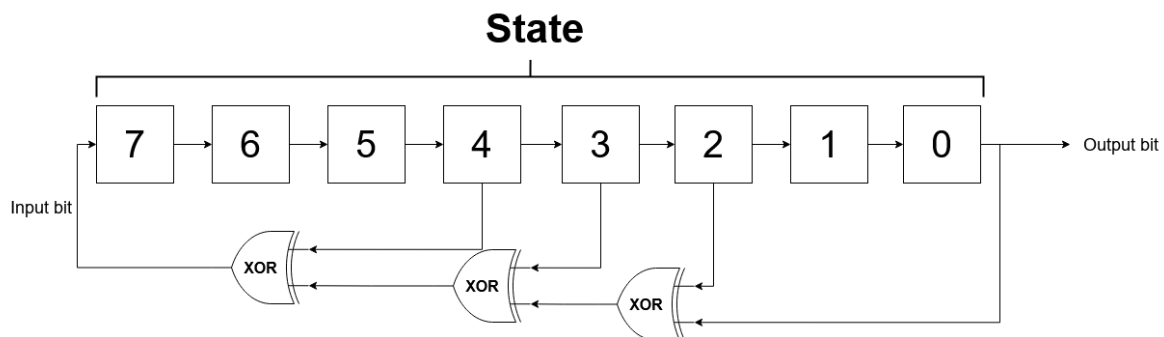 State
7 6 5 4 3 2 1 0
Output bit
Input bit
XOR
XOR
XOR